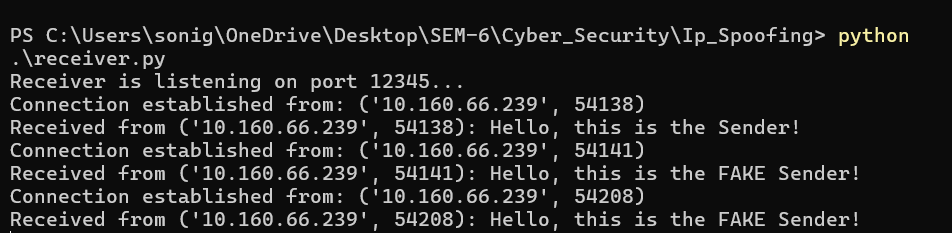 PS C:\Users\sonig\OneDrive\Desktop\SEM-6\Cyber_Security\Ip_Spoofing> python
.\receiver.py
Receiver is listening on port 12345...
Connection established from: ('10.160.66.239', 54138)
Received from ('10.160.66.239', 54138): Hello, this is the Sender!
Connection established from: ('10.160.66.239', 54141)
Received from ('10.160.66.239', 54141): Hello, this is the FAKE Sender!
Connection established from: ('10.160.66.239', 54208)
Received from ('10.160.66.239', 54208): Hello, this is the FAKE Sender!